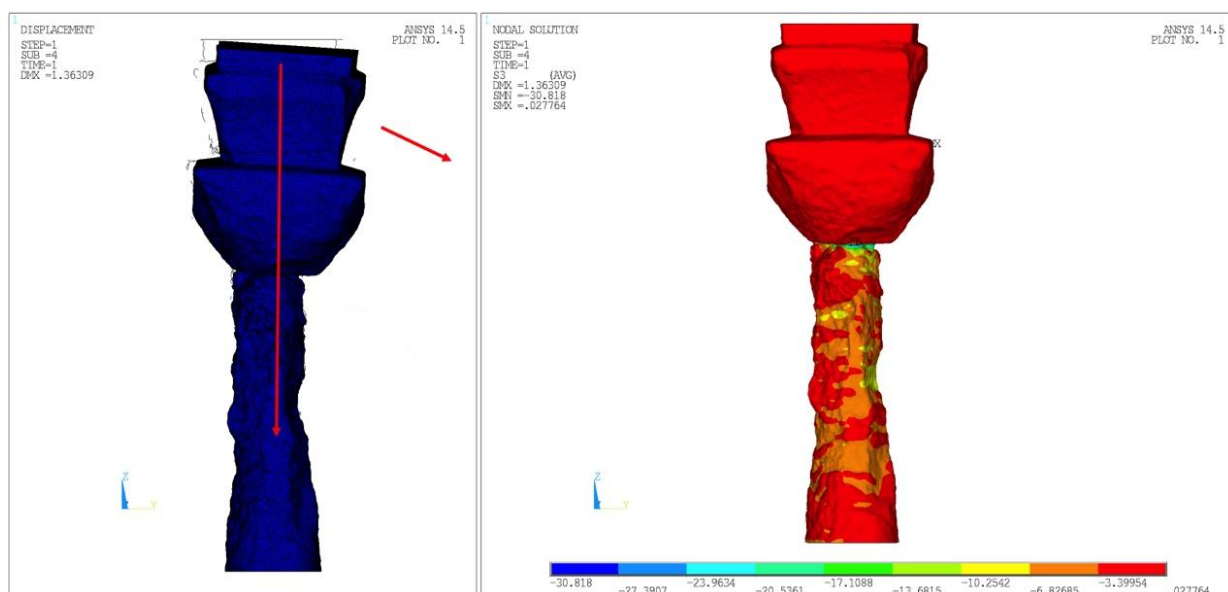 1
DISPLACEMENT
STEP=1
SUB =4
TIME=1
DMX =1.36309
ANSYS 14.5
PLOT NO. 1
Z
Y
1
NODAL SOLUTION
STEP=1
SUB =4
TIME=1
S3 (AVG)
DMX =1.36309
SMN =-30.818
SMX =.027764
ANSYS 14.5
PLOT NO. 1
MX
Z
Y
-30.818 -23.9634 -17.1088 -10.2542 -3.39954
-27.3907 -20.5361 -13.6815 -6.82685 .027764